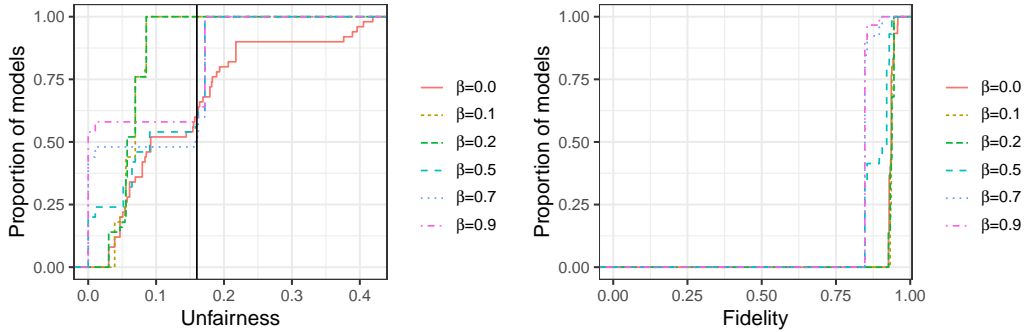 Proportion of models
1.00
0.75
0.50
0.25
0.00
0.0 0.1 0.2 0.3 0.4
Unfairness
β=0.0
β=0.1
β=0.2
β=0.5
β=0.7
β=0.9
Proportion of models
1.00
0.75
0.50
0.25
0.00
0.00 0.25 0.50 0.75 1.00
Fidelity
β=0.0
β=0.1
β=0.2
β=0.5
β=0.7
β=0.9